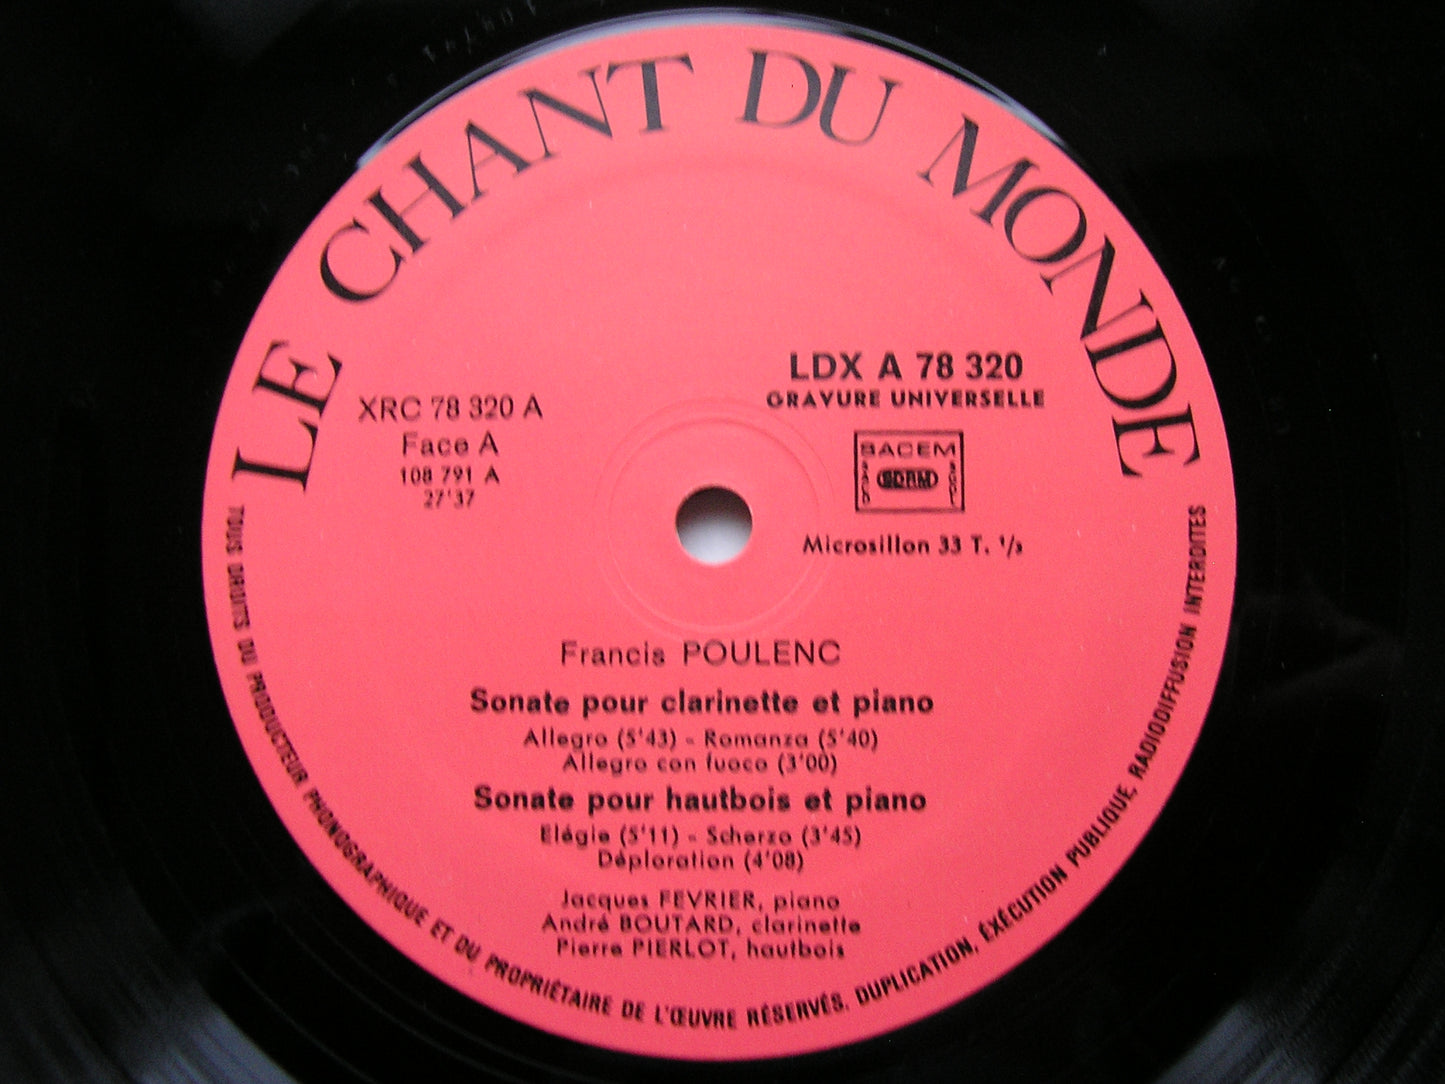 LE CHANT DU MONDE
LDX A 78 320
GRAVURE UNIVERSELLE
XRC 78 320 A
Face A
108 791 A
27'37
SACEM
SDRM
Microsillon 33 T. 1/3
Francis POULENC
Sonate pour clarinette et piano
Allegro (5'43) - Romanza (5'40)
Allegro con fuoco (3'00)
Sonate pour hautbois et piano
Elégie (5'11) - Scherzo (3'45)
Déploration (4'08)
Jacques FEVRIER, piano
André BOUTARD, clarinette
Pierre PIERLOT, hautbois
TOUS DROITS DU PRODUCTEUR PHONOGRAPHIQUE ET DU PROPRIÉTAIRE DE L'ŒUVRE RÉSERVÉS. DUPLICATION, ÉXÉCUTION PUBLIQUE, RADIODIFFUSION INTERDITES